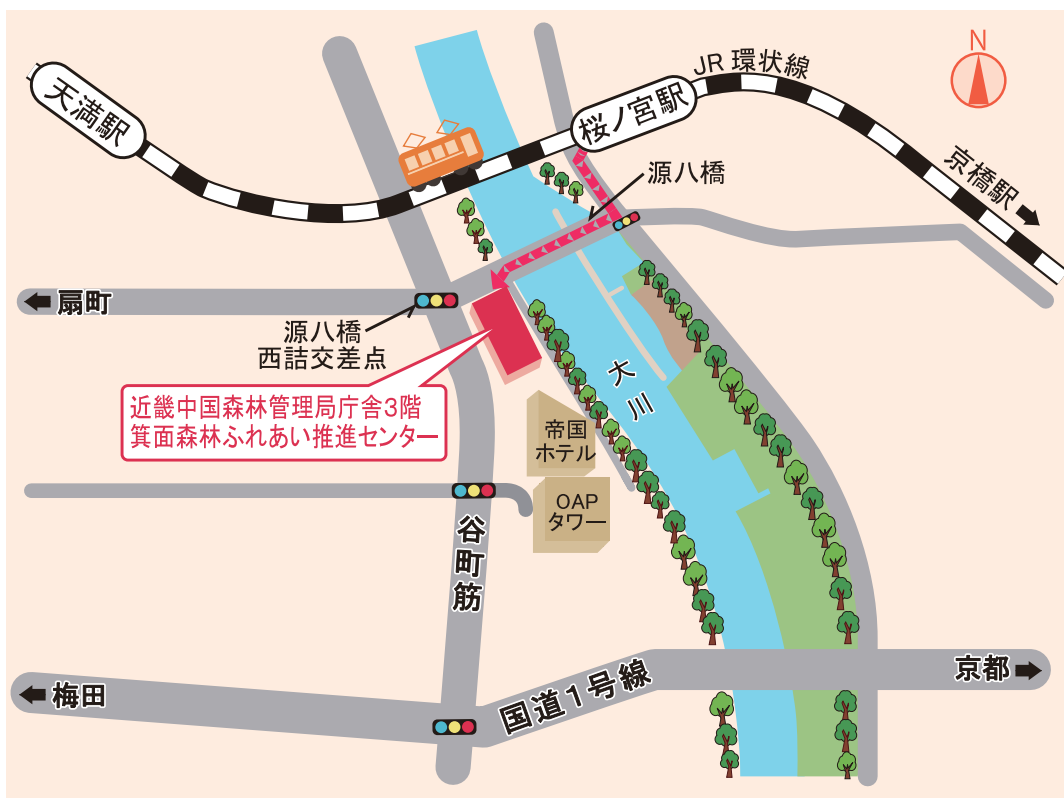 N
JR 環状線
天満駅
桜ノ宮駅
京橋駅
源八橋
扇町
源八橋
西詰交差点
大川
近畿中国森林管理局庁舎3階
箕面森林ふれあい推進センター
帝国
ホテル
OAP
タワー
谷町筋
国道1号線
梅田
京都